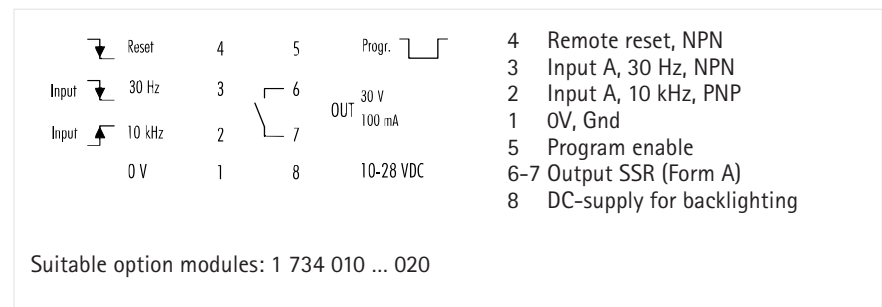 Reset 4 5 Progr.
Input 30 Hz 3 6 OUT 30 V 100 mA
Input 10 kHz 2 7
0 V 1 8 10-28 VDC
4 Remote reset, NPN
3 Input A, 30 Hz, NPN
2 Input A, 10 kHz, PNP
1 0V, Gnd
5 Program enable
6-7 Output SSR (Form A)
8 DC-supply for backlighting
Suitable option modules: 1 734 010 ... 020